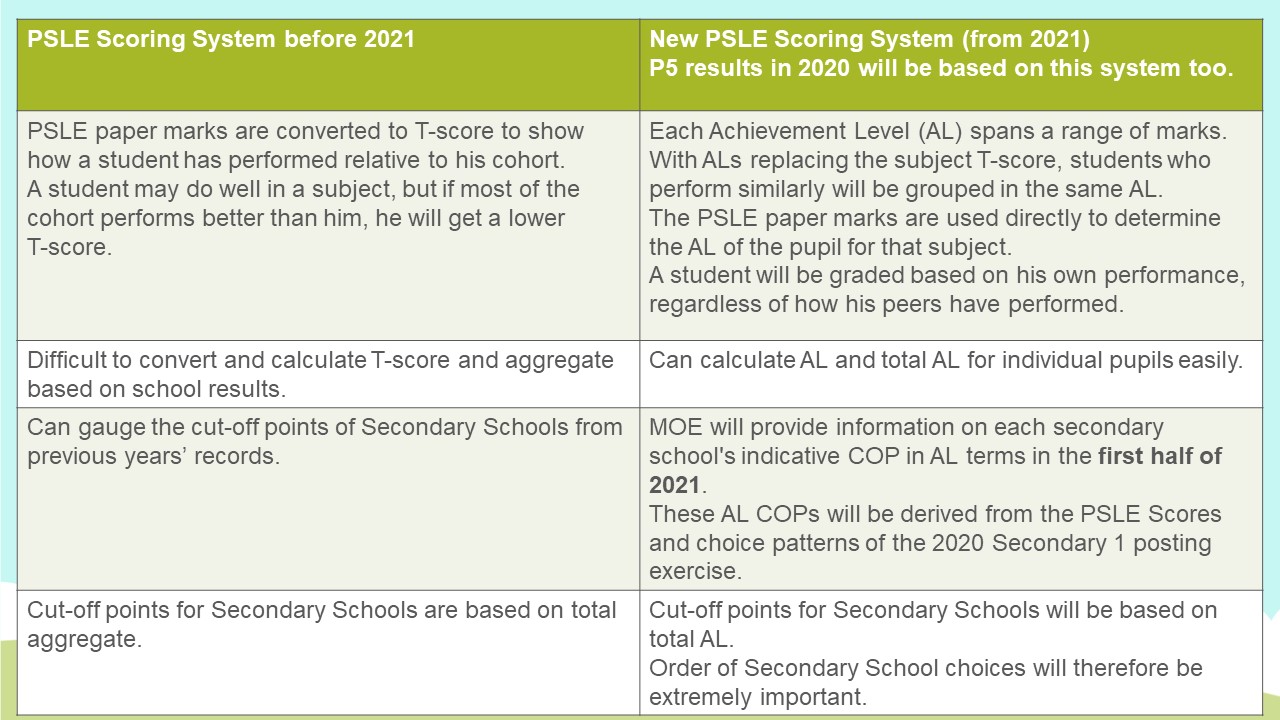 PSLE Scoring System before 2021
New PSLE Scoring System (from 2021)
P5 results in 2020 will be based on this system too.
PSLE paper marks are converted to T-score to show
how a student has performed relative to his cohort.
A student may do well in a subject, but if most of the
cohort performs better than him, he will get a lower
T-score.
Each Achievement Level (AL) spans a range of marks.
With ALs replacing the subject T-score, students who
perform similarly will be grouped in the same AL.
The PSLE paper marks are used directly to determine
the AL of the pupil for that subject.
A student will be graded based on his own performance,
regardless of how his peers have performed.
Difficult to convert and calculate T-score and aggregate
based on school results.
Can calculate AL and total AL for individual pupils easily.
Can gauge the cut-off points of Secondary Schools from
previous years’ records.
MOE will provide information on each secondary
school's indicative COP in AL terms in the first half of
2021.
These AL COPs will be derived from the PSLE Scores
and choice patterns of the 2020 Secondary 1 posting
exercise.
Cut-off points for Secondary Schools are based on total
aggregate.
Cut-off points for Secondary Schools will be based on
total AL.
Order of Secondary School choices will therefore be
extremely important.